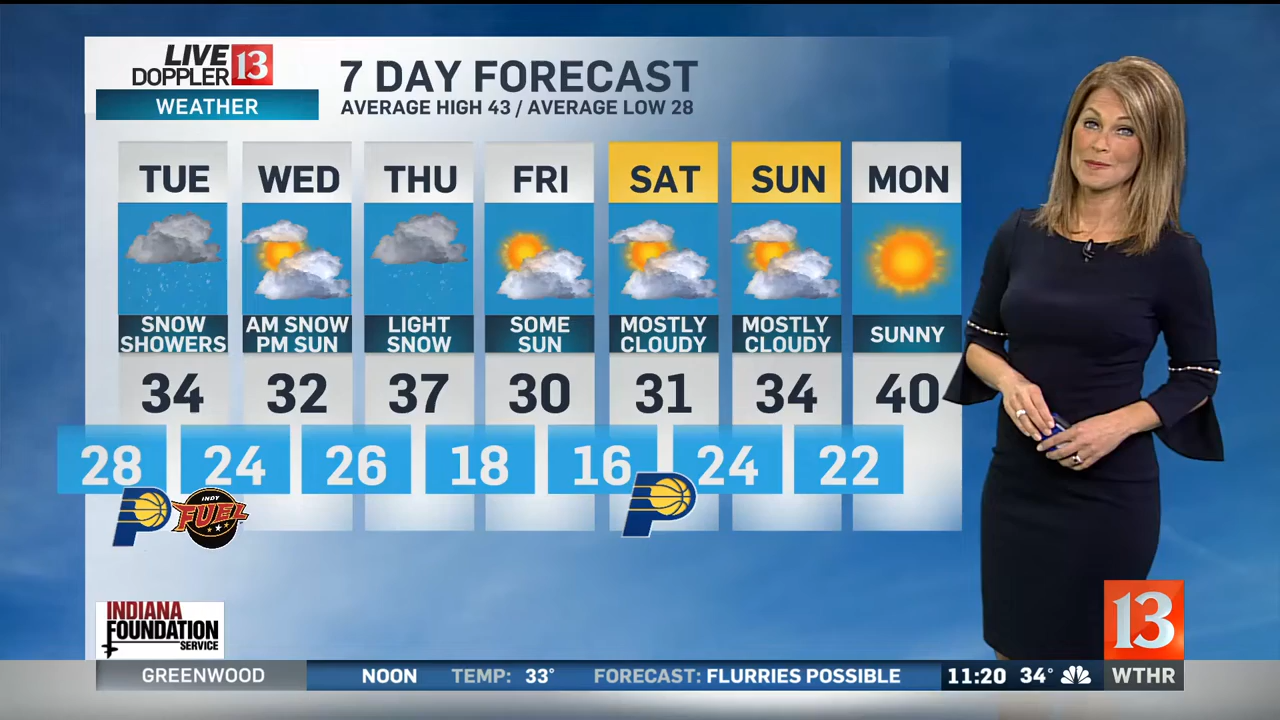 LIVE
DOPPLER 13
WEATHER
7 DAY FORECAST
AVERAGE HIGH 43 / AVERAGE LOW 28
TUE WED THU FRI SAT SUN MON
SNOW SHOWERS
AM SNOW PM SUN
LIGHT SNOW
SOME SUN
MOSTLY CLOUDY
MOSTLY CLOUDY
SUNNY
34 32 37 30 31 34 40
28 24 26 18 16 24 22
INDY
FUEL
INDIANA
FOUNDATION
SERVICE
13
GREENWOOD NOON TEMP: 33° FORECAST: FLURRIES POSSIBLE 11:20 34° WTHR